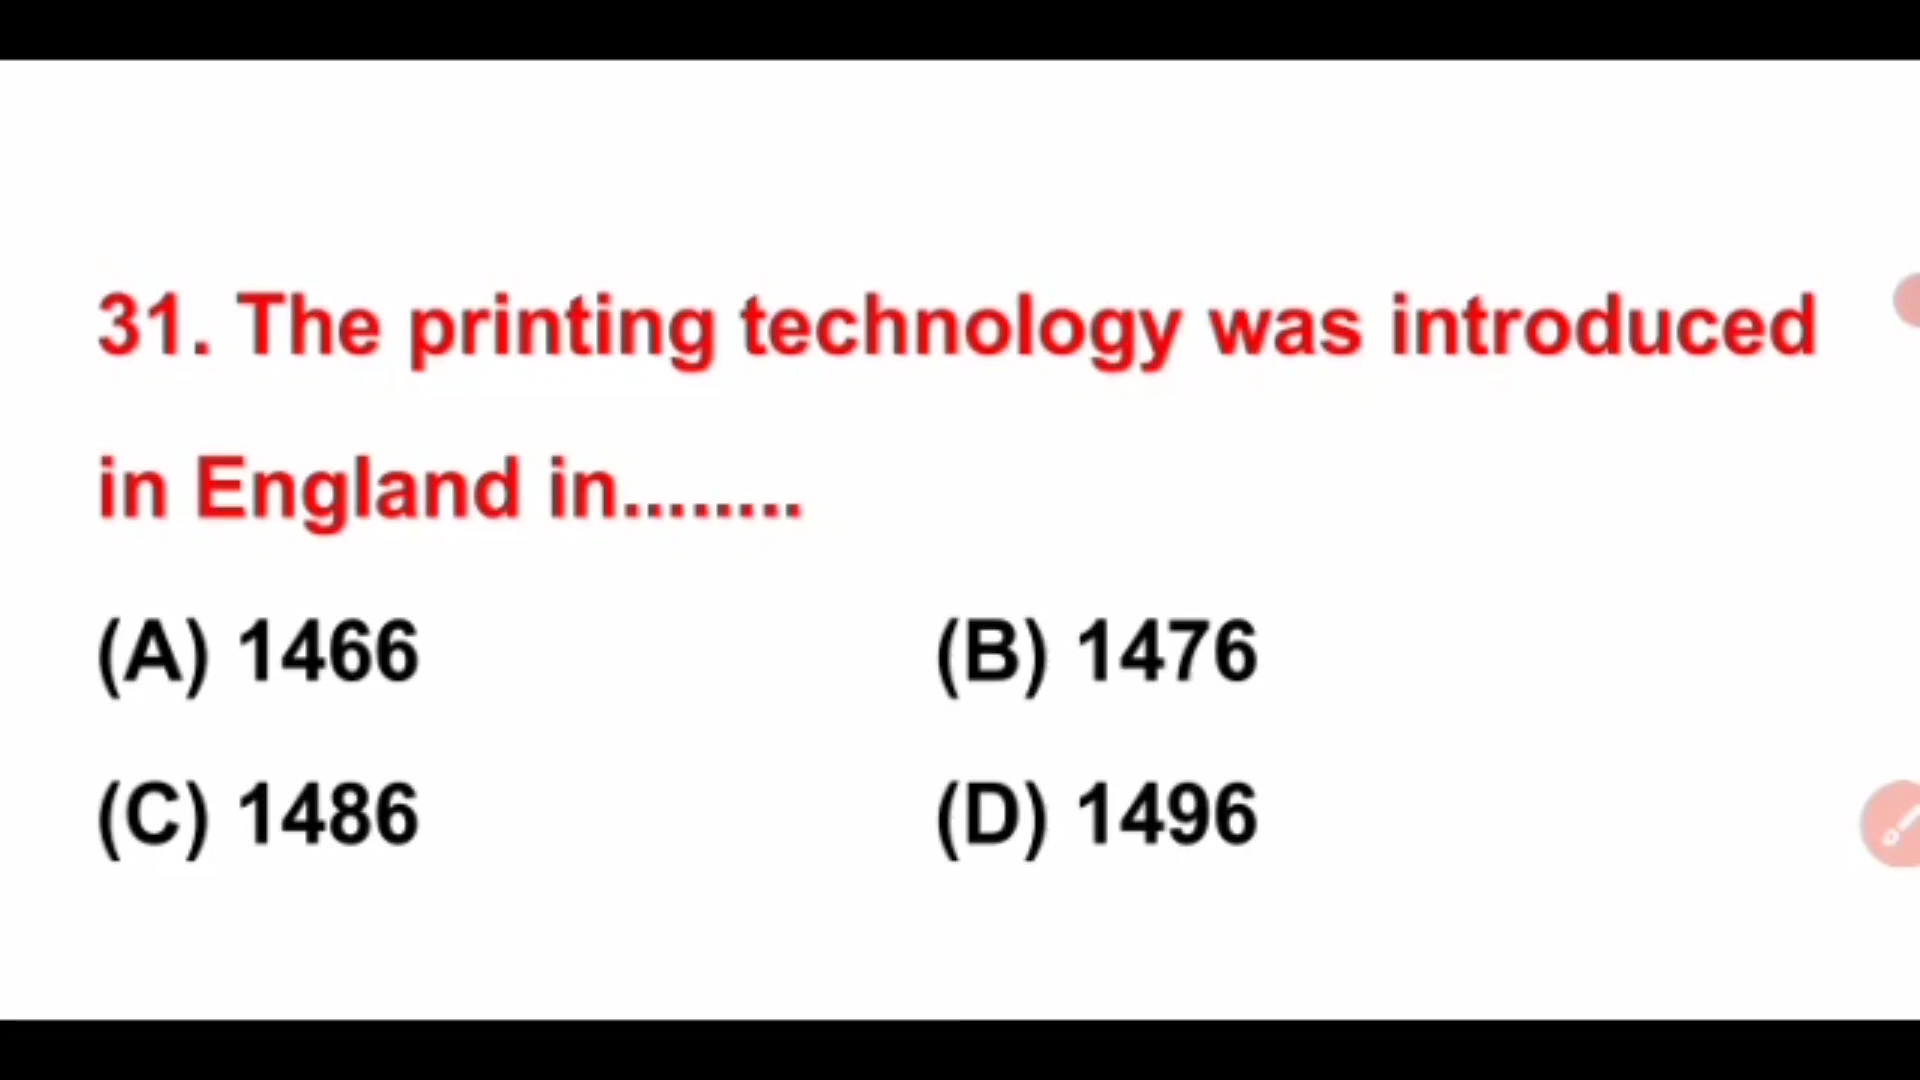 31. The printing technology was introduced
in England in........
(A) 1466 (B) 1476
(C) 1486 (D) 1496